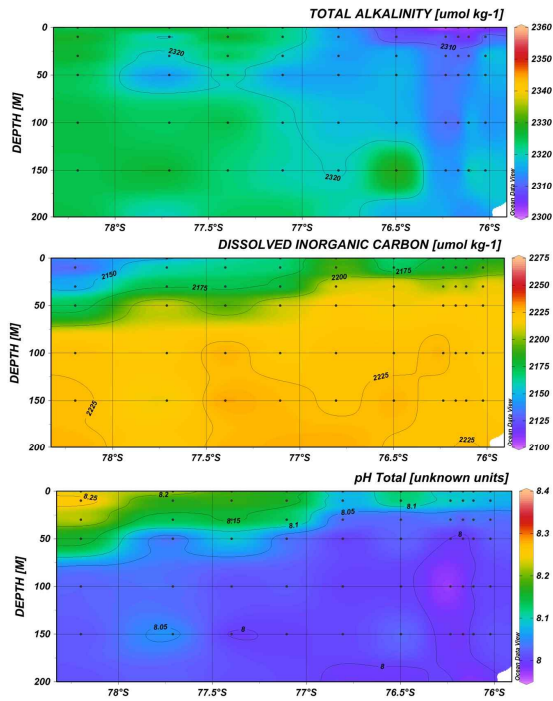 TOTAL ALKALINITY [umol kg-1]
0
50
100
150
200
DEPTH [M]
2320
2310
2320
78°S
77.5°S
77°S
76.5°S
76°S
2360
2350
2340
2330
2320
2310
2300
Ocean Data View
DISSOLVED INORGANIC CARBON [umol kg-1]
0
50
100
150
200
DEPTH [M]
2150
2175
2200
2175
2225
2225
2225
78°S
77.5°S
77°S
76.5°S
76°S
2275
2250
2225
2200
2175
2150
2125
2100
Ocean Data View
pH Total [unknown units]
0
50
100
150
200
DEPTH [M]
8.25
8.2
8.15
8.1
8.05
8.1
8
8.05
8
8
78°S
77.5°S
77°S
76.5°S
76°S
8.4
8.3
8.2
8.1
8
Ocean Data View